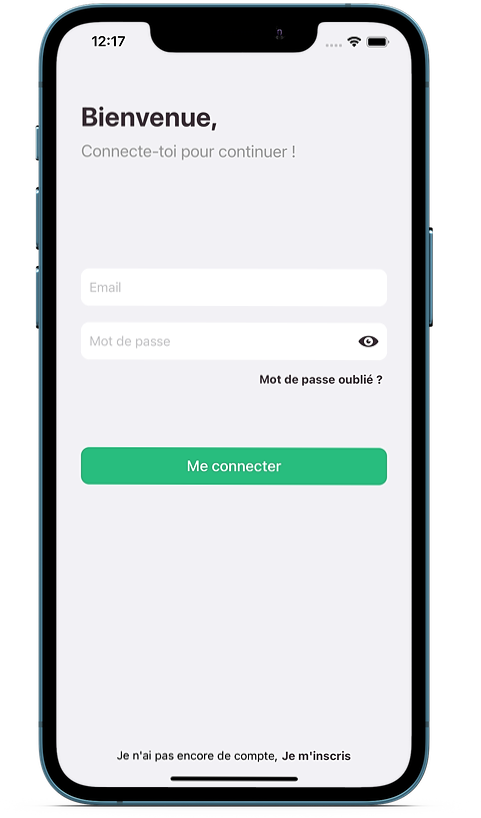 12:17
Bienvenue,
Connecte-toi pour continuer !
Email
Mot de passe
Mot de passe oublié ?
Me connecter
Je n'ai pas encore de compte, Je m'inscris